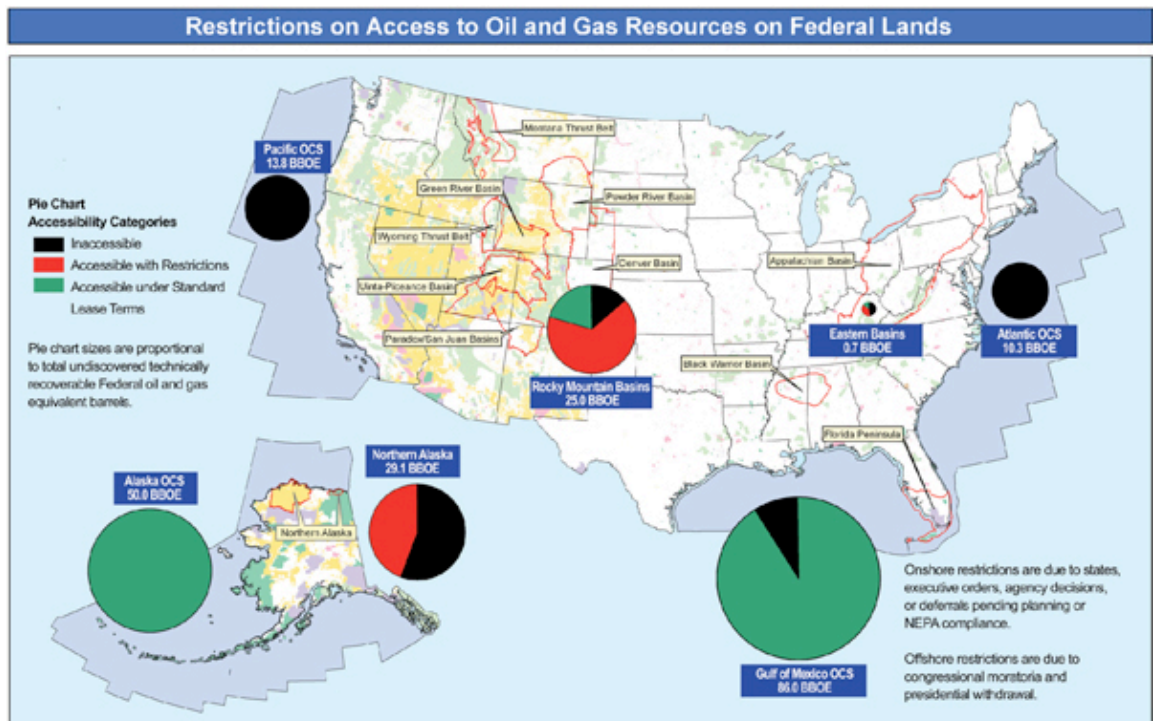 Restrictions on Access to Oil and Gas Resources on Federal Lands
Pacific OCS
13.8 BBOE
Pie Chart
Accessibility Categories
Inaccessible
Accessible with Restrictions
Accessible under Standard
Lease Terms
Pie chart sizes are proportional
to total undiscovered technically
recoverable Federal oil and gas
equivalent barrels.
Montana Thrust Belt
Green River Basin
Powder River Basin
Wyoming Thrust Belt
Denver Basin
Uinta-Piceance Basin
Paradox/San Juan Basins
Rocky Mountain Basins
25.0 BBOE
Appalachian Basin
Eastern Basins
0.7 BBOE
Atlantic OCS
10.3 BBOE
Black Warrior Basin
Florida Peninsula
Alaska OCS
50.0 BBOE
Northern Alaska
29.1 BBOE
Northern Alaska
Gulf of Mexico OCS
86.0 BBOE
Onshore restrictions are due to states,
executive orders, agency decisions,
or deferrals pending planning or
NEPA compliance.
Offshore restrictions are due to
congressional moratoria and
presidential withdrawal.